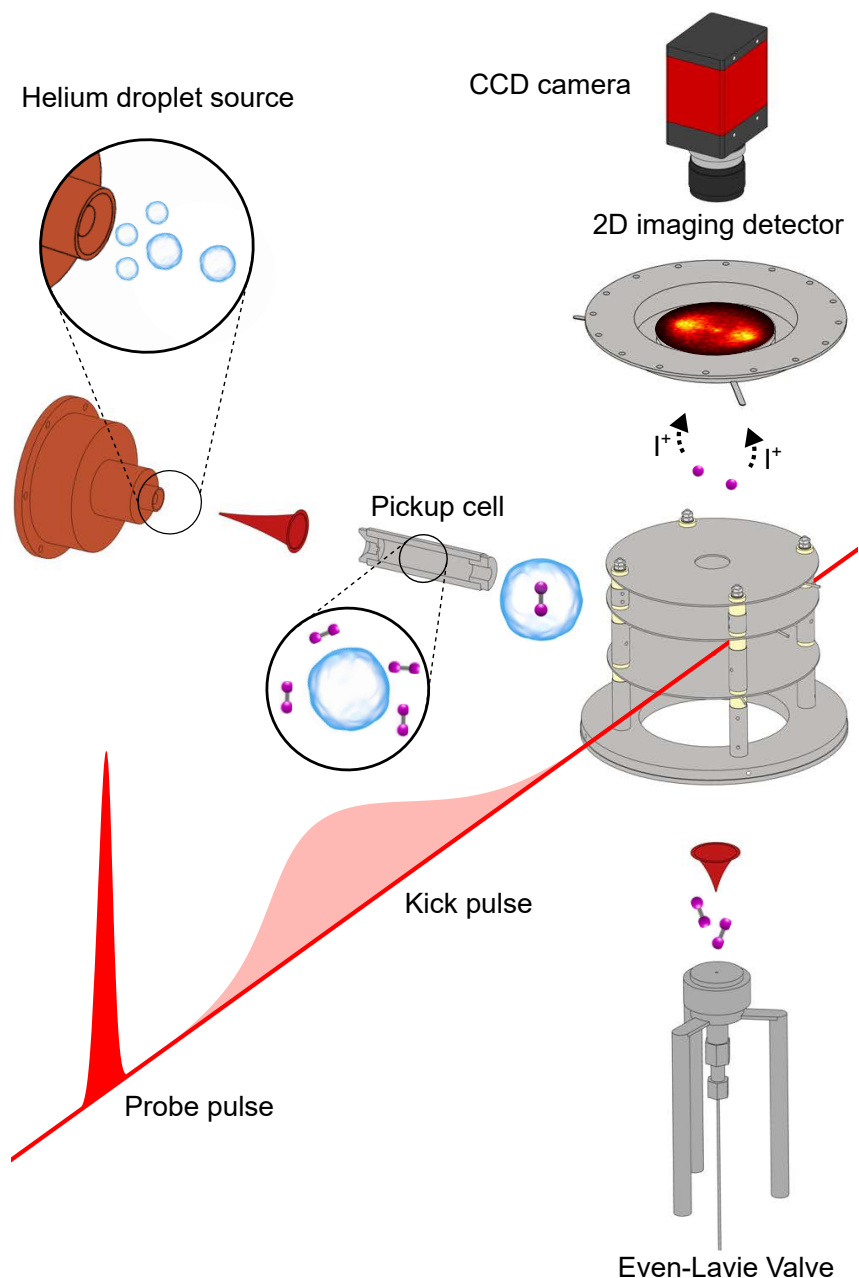 CCD camera
Helium droplet source
2D imaging detector
I⁺
I⁺
Pickup cell
Kick pulse
Probe pulse
Even-Lavie Valve